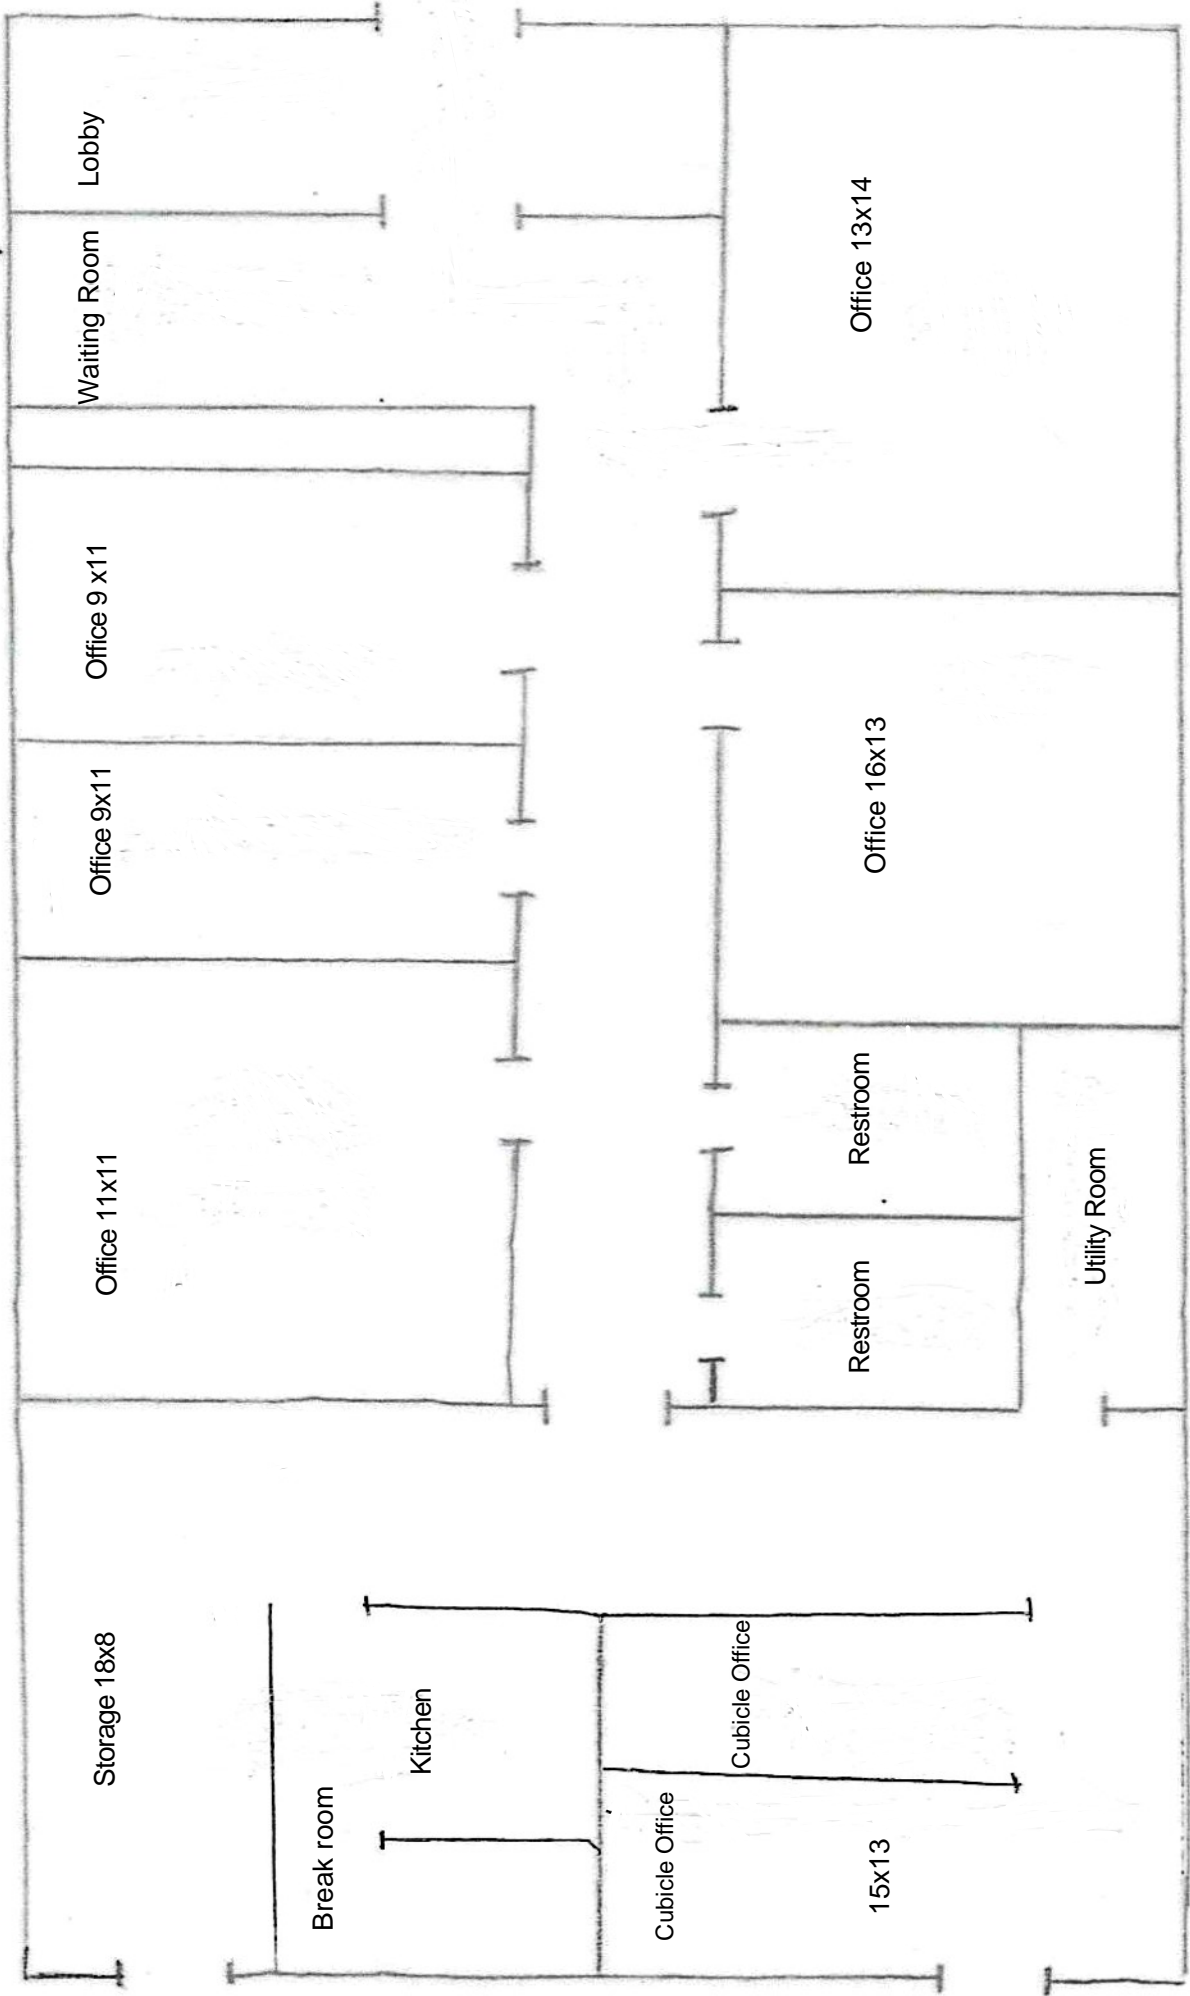 Lobby
Waiting Room
Office 9 x11
Office 9x11
Office 11x11
Storage 18x8
Office 13x14
Office 16x13
Restroom
Restroom
Utility Room
Break room
Kitchen
Cubicle Office
Cubicle Office
15x13